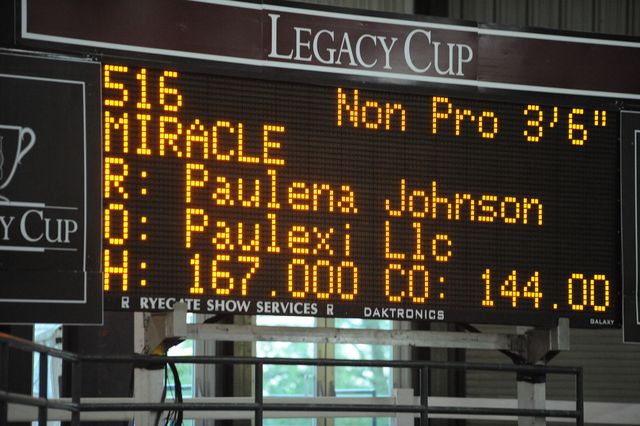 LEGACY CUP
516 Non Pro 3'6"
MIRACLE
R: Paulena Johnson
O: Paulexi Llc
H: 167.000 CO: 144.00
Y CUP
R RYEGATE SHOW SERVICES R DAKTRONICS GALAXY